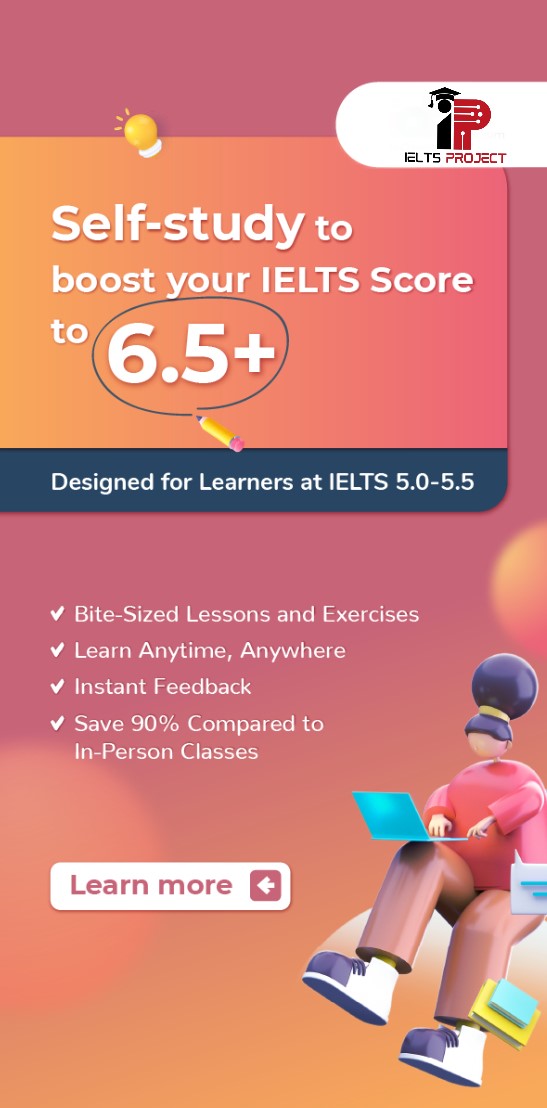 IELTS PROJECT
Self-study to
boost your IELTS Score
to 6.5+
Designed for Learners at IELTS 5.0-5.5
Bite-Sized Lessons and Exercises
Learn Anytime, Anywhere
Instant Feedback
Save 90% Compared to
In-Person Classes
Learn more